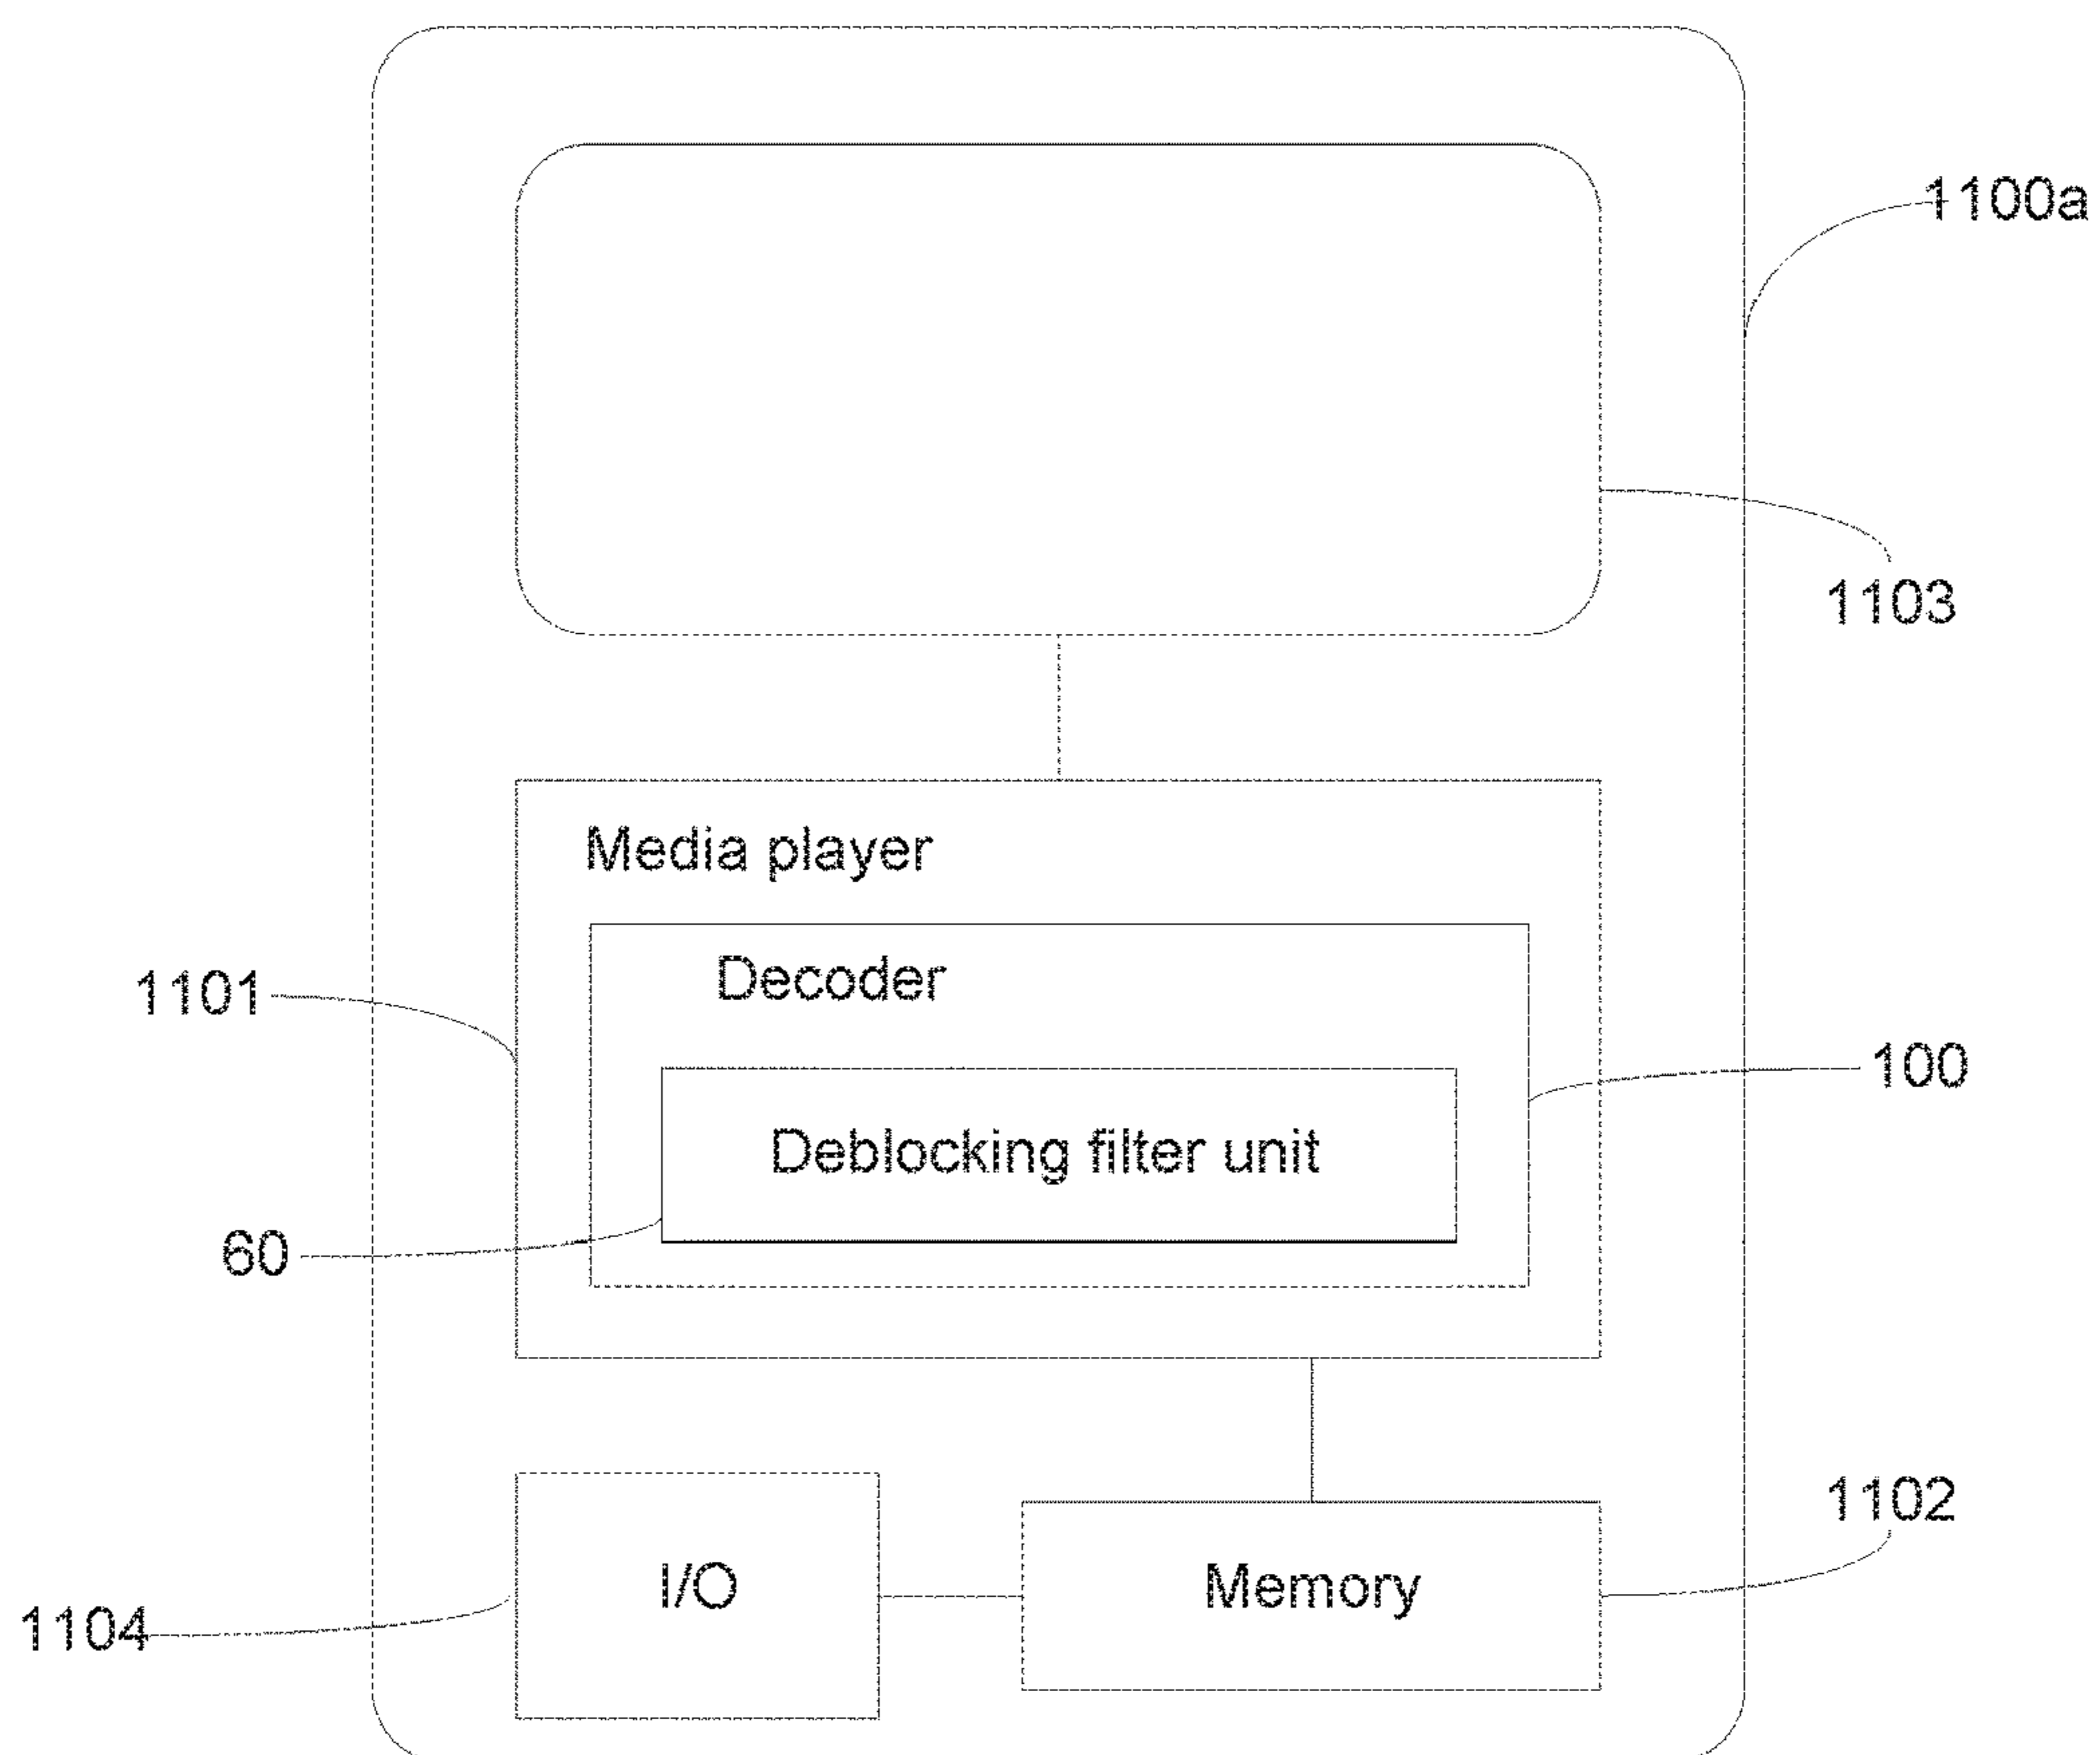 1100a
1103
Media player
Decoder
1101
100
Deblocking filter unit
60
1102
I/O
Memory
1104